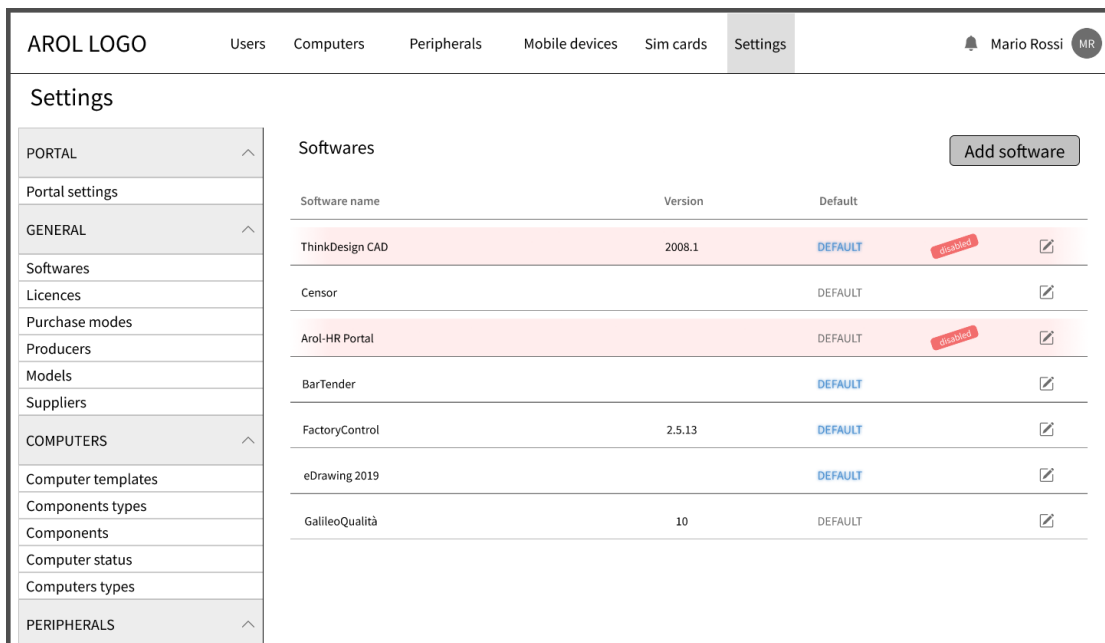 AROL LOGO Users Computers Peripherals Mobile devices Sim cards Settings Mario Rossi MR
Settings
PORTAL
Portal settings
GENERAL
Softwares
Licences
Purchase modes
Producers
Models
Suppliers
COMPUTERS
Computer templates
Components types
Components
Computer status
Computers types
PERIPHERALS
Softwares Add software
Software name Version Default
ThinkDesign CAD 2008.1 DEFAULT disabled
Censor DEFAULT
Arol-HR Portal DEFAULT disabled
BarTender DEFAULT
FactoryControl 2.5.13 DEFAULT
eDrawing 2019 DEFAULT
GalileoQualità 10 DEFAULT